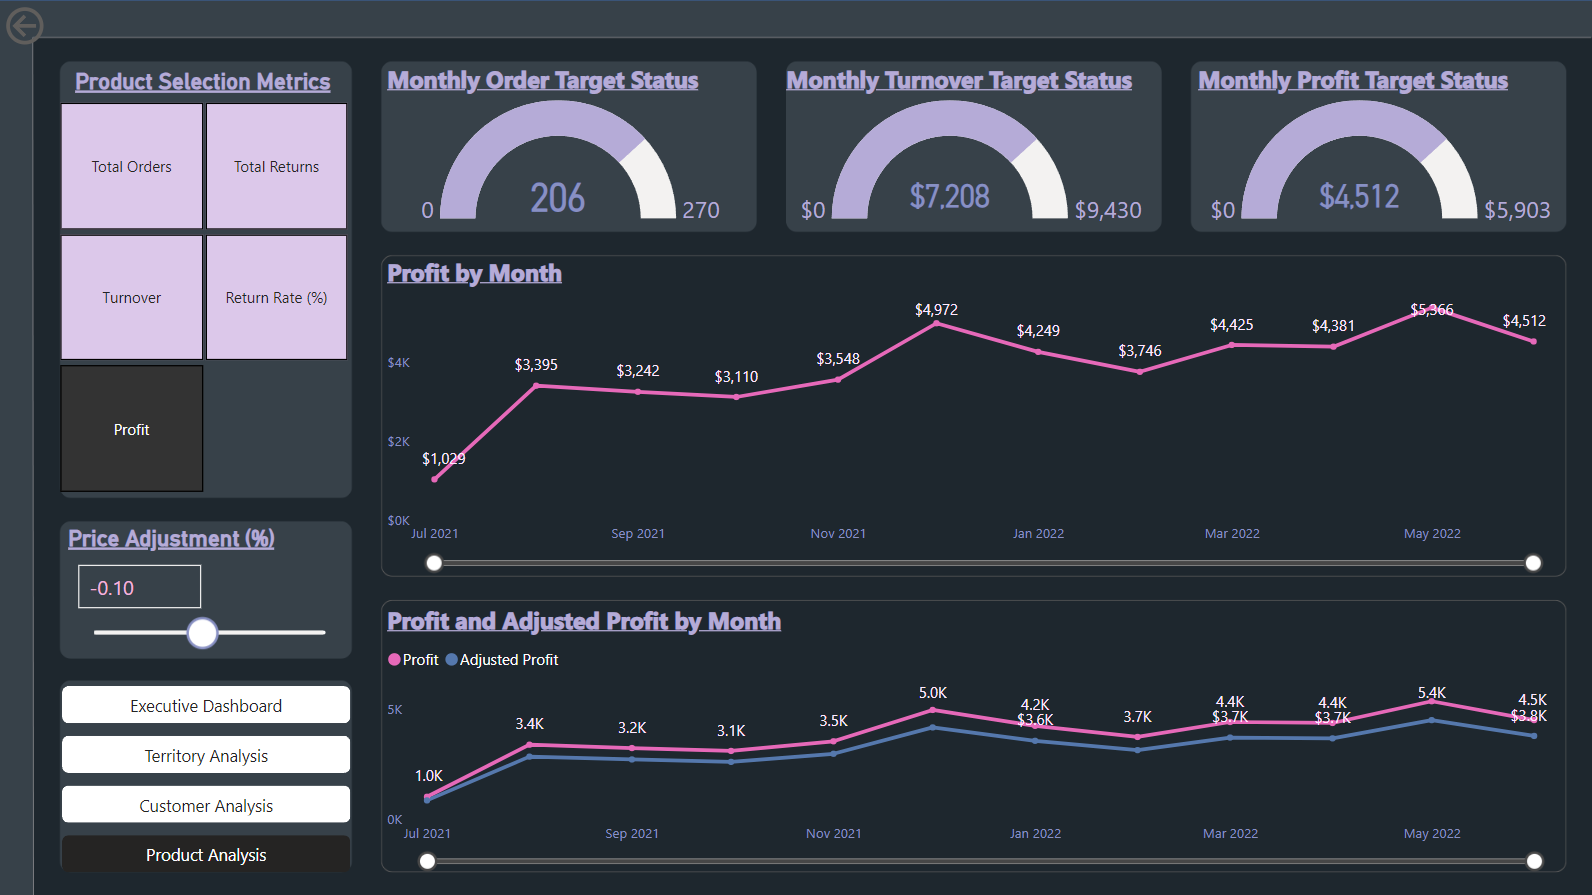 Product Selection Metrics
Total Orders
Total Returns
Turnover
Return Rate (%)
Profit
Price Adjustment (%)
-0.10
Executive Dashboard
Territory Analysis
Customer Analysis
Product Analysis
Monthly Order Target Status
206
0
270
Monthly Turnover Target Status
$7,208
$0
$9,430
Monthly Profit Target Status
$4,512
$0
$5,903
Profit by Month
$4K
$2K
$0K
$1,029
$3,395
$3,242
$3,110
$3,548
$4,972
$4,249
$3,746
$4,425
$4,381
$5,366
$4,512
Jul 2021
Sep 2021
Nov 2021
Jan 2022
Mar 2022
May 2022
Profit and Adjusted Profit by Month
Profit
Adjusted Profit
5K
0K
1.0K
3.4K
3.2K
3.1K
3.5K
5.0K
4.2K
$3.6K
3.7K
4.4K
$3.7K
4.4K
$3.7K
5.4K
4.5K
$3.8K
Jul 2021
Sep 2021
Nov 2021
Jan 2022
Mar 2022
May 2022